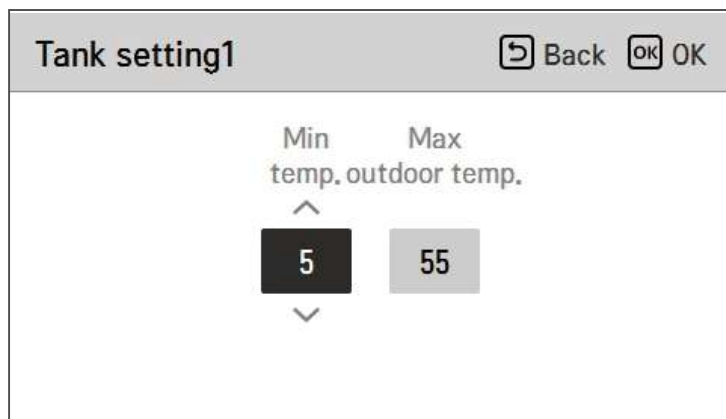 Tank setting1
Back OK OK
Min Max
temp. outdoor temp.
5 55